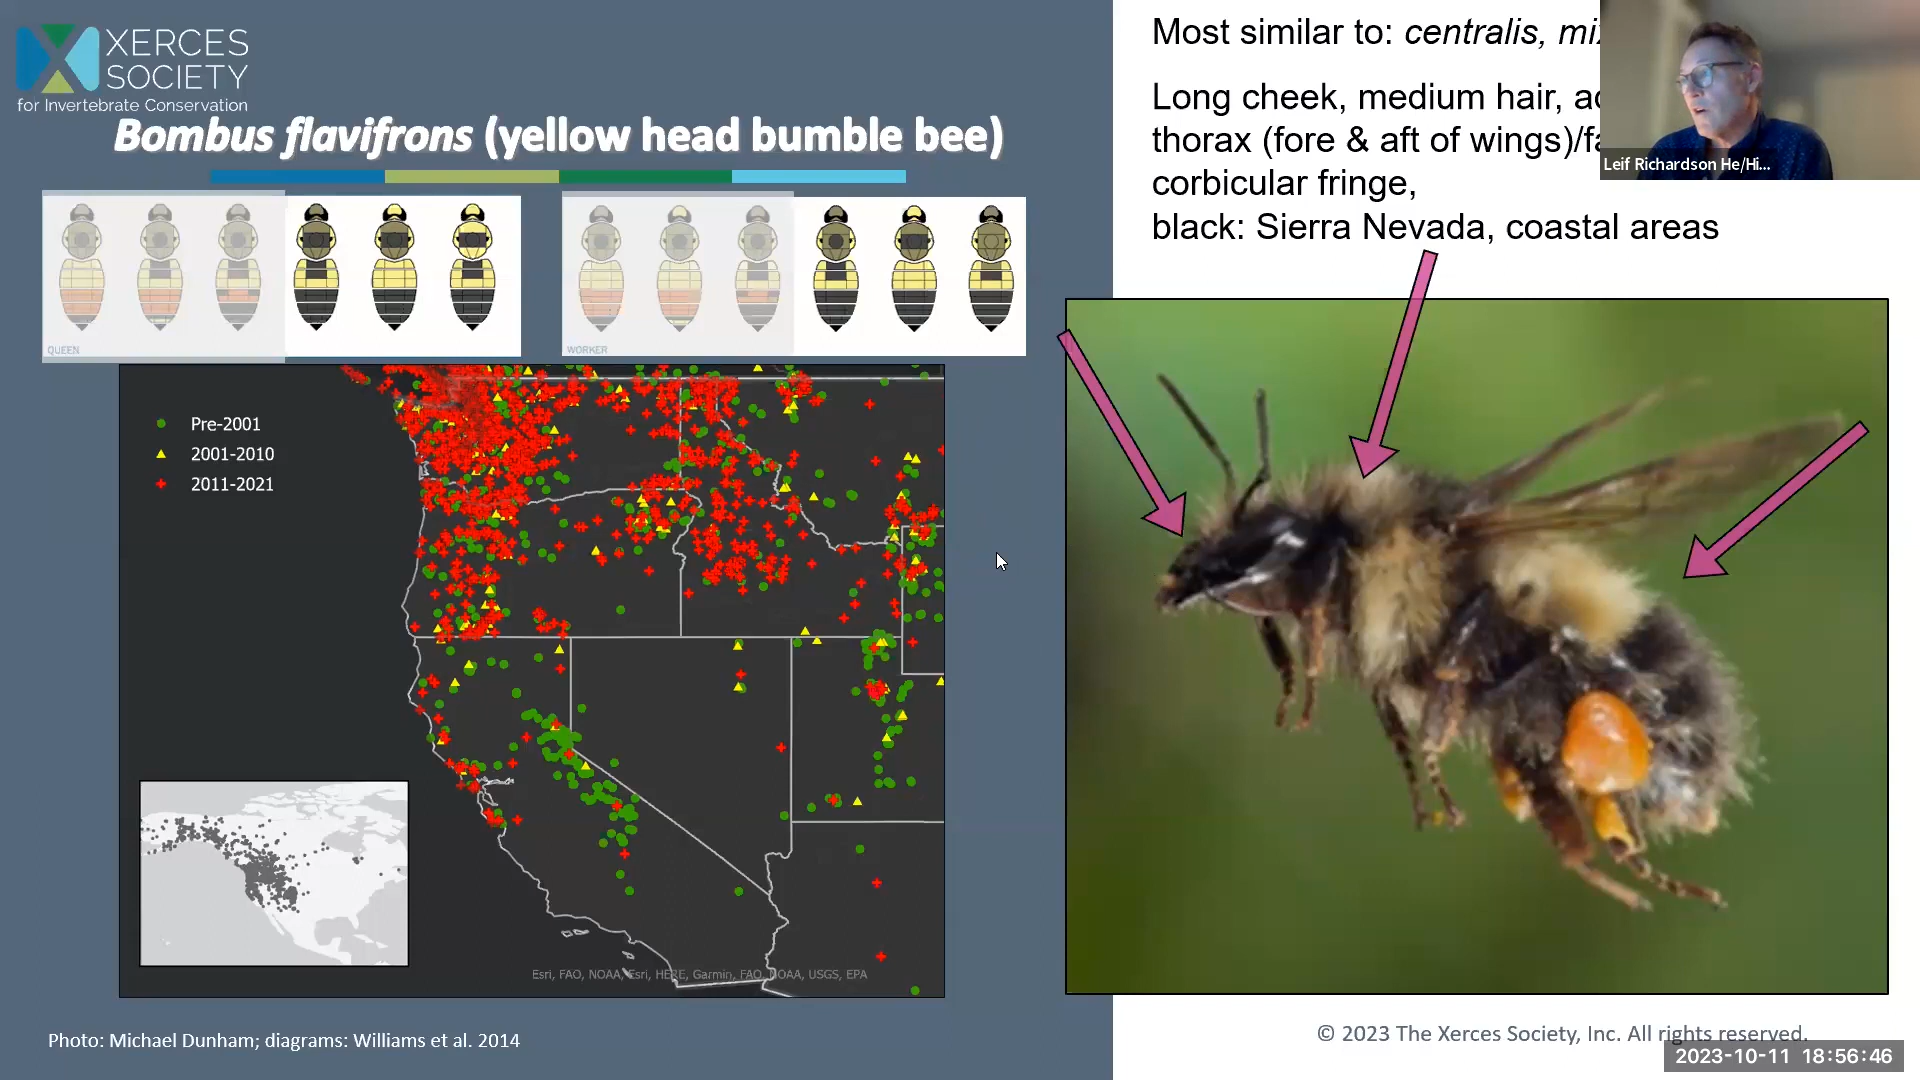 XERCES
SOCIETY
for Invertebrate Conservation
Bombus flavifrons (yellow head bumble bee)
QUEEN
WORKER
Pre-2001
2001-2010
2011-2021
Esri, FAO, NOAA, Esri, HERE, Garmin, FAO, NOAA, USGS, EPA
Photo: Michael Dunham; diagrams: Williams et al. 2014
Most similar to: centralis,
Long cheek, medium hair,
thorax (fore & aft of wings)/
corbicular fringe,
black: Sierra Nevada, coastal areas
Leif Richardson He/Hi...
© 2023 The Xerces Society, Inc. All rights reserved.
2023-10-11 18:56:46